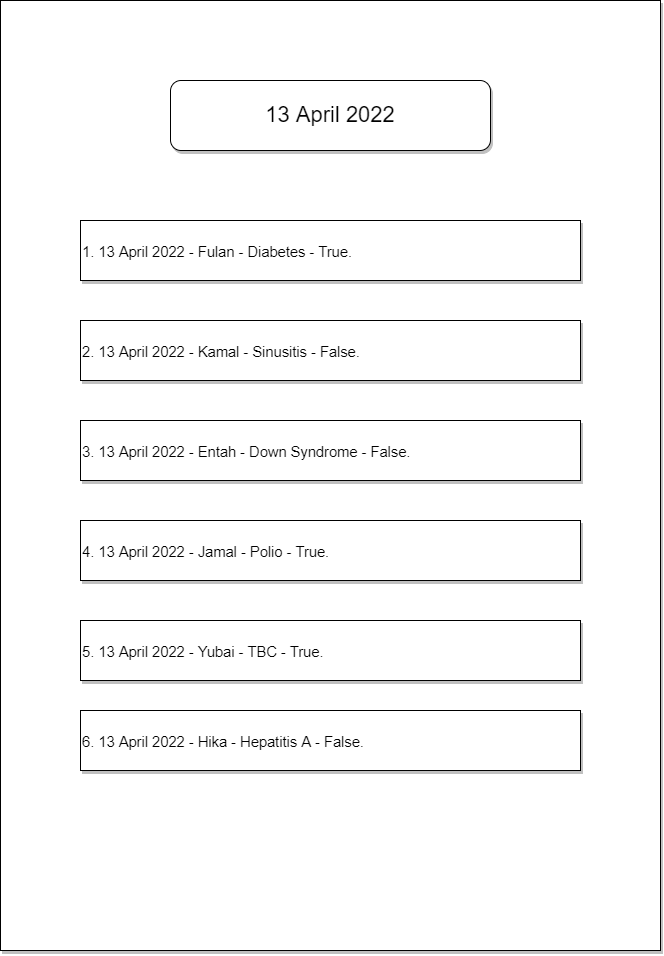 13 April 2022
1. 13 April 2022 - Fulan - Diabetes - True.
2. 13 April 2022 - Kamal - Sinusitis - False.
3. 13 April 2022 - Entah - Down Syndrome - False.
4. 13 April 2022 - Jamal - Polio - True.
5. 13 April 2022 - Yubai - TBC - True.
6. 13 April 2022 - Hika - Hepatitis A - False.